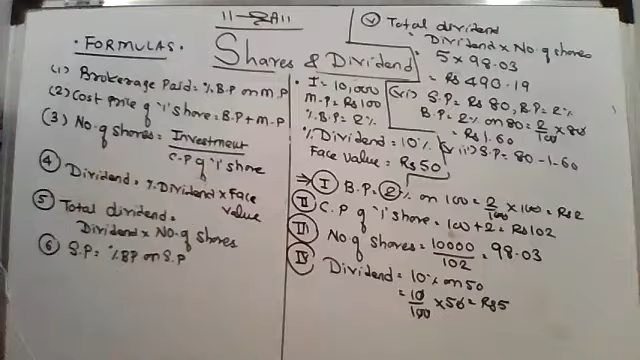 11-8A11
Shares & Dividend
. FORMULAS .
(1) Brokerage Paid = % B.P on M.P
(2) Cost Price of '1' share = B.P + M.P
(3) No. of shares = Investment
C.P of '1' share
(4) Dividend = % Dividend x Face Value
(5) Total dividend =
Dividend x No. of shares
(6) S.P = % BP on S.P
• I = 10,000
M.P = Rs 100
% B.P = 2%
% Dividend = 10%
Face value = Rs 50
⇒ (I) B.P = 2% on 100 = 2/100 x 100 = Rs 2
(II) C.P of '1' share = 100 + 2 = Rs 102
(III) No of shares = 10000/102 = 98.03
(IV) Dividend = 10% on 50
= 10/100 x 50 = Rs 5
(v) Total dividend
= Dividend x No. of shares
5 x 98.03
= Rs 490.19
(vi) S.P = Rs 80, B.P = 2%
B.P = 2% on 80 = 2/100 x 80
= Rs 1.60
(vii) S.P = 80 - 1.60